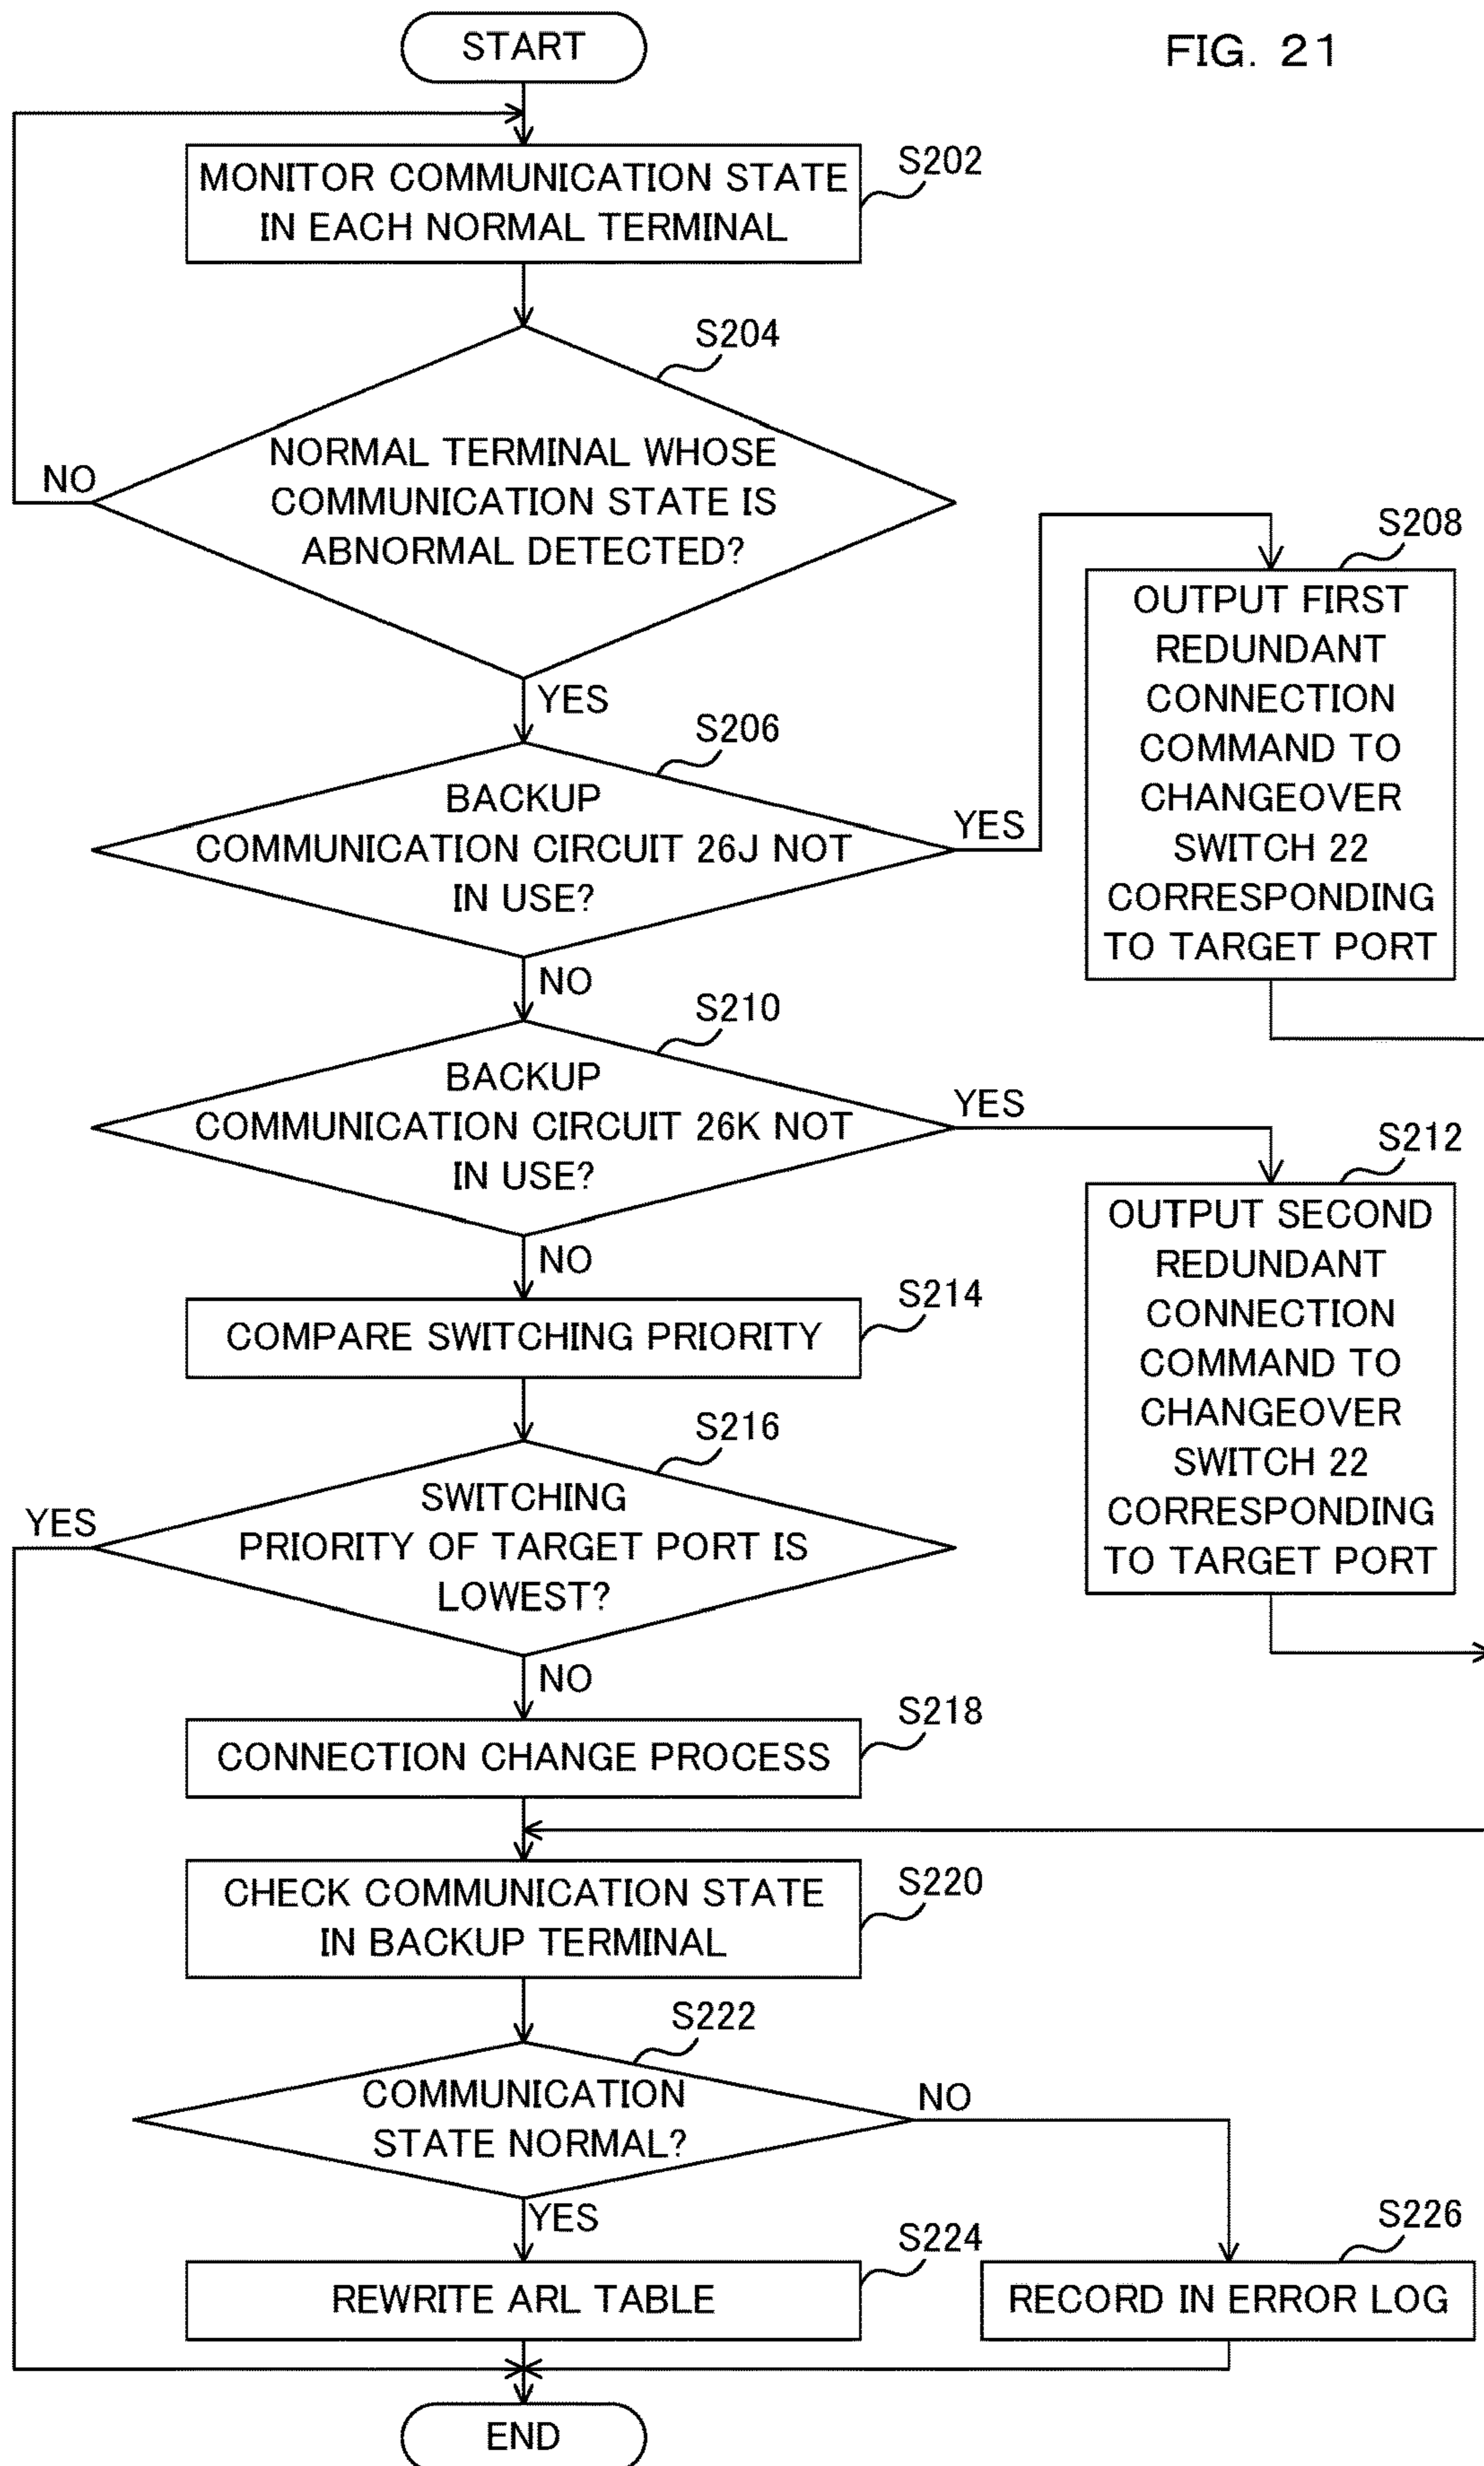 START
FIG. 21
MONITOR COMMUNICATION STATE
IN EACH NORMAL TERMINAL
S202
S204
NORMAL TERMINAL WHOSE
COMMUNICATION STATE IS
ABNORMAL DETECTED?
NO
YES
S206
BACKUP
COMMUNICATION CIRCUIT 26J NOT
IN USE?
YES
S208
OUTPUT FIRST
REDUNDANT
CONNECTION
COMMAND TO
CHANGEOVER
SWITCH 22
CORRESPONDING
TO TARGET PORT
NO
S210
BACKUP
COMMUNICATION CIRCUIT 26K NOT
IN USE?
YES
S212
OUTPUT SECOND
REDUNDANT
CONNECTION
COMMAND TO
CHANGEOVER
SWITCH 22
CORRESPONDING
TO TARGET PORT
NO
S214
COMPARE SWITCHING PRIORITY
S216
SWITCHING
PRIORITY OF TARGET PORT IS
LOWEST?
YES
NO
S218
CONNECTION CHANGE PROCESS
S220
CHECK COMMUNICATION STATE
IN BACKUP TERMINAL
S222
COMMUNICATION
STATE NORMAL?
NO
YES
S224
REWRITE ARL TABLE
S226
RECORD IN ERROR LOG
END